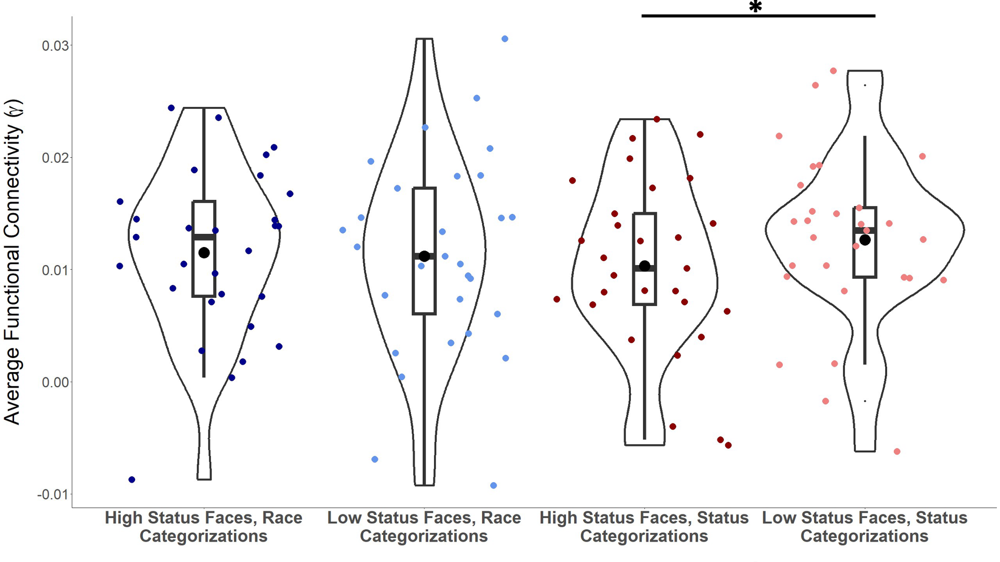 *
0.03
0.02
0.01
0.00
-0.01
Average Functional Connectivity (γ)
High Status Faces, Race
Categorizations
Low Status Faces, Race
Categorizations
High Status Faces, Status
Categorizations
Low Status Faces, Status
Categorizations